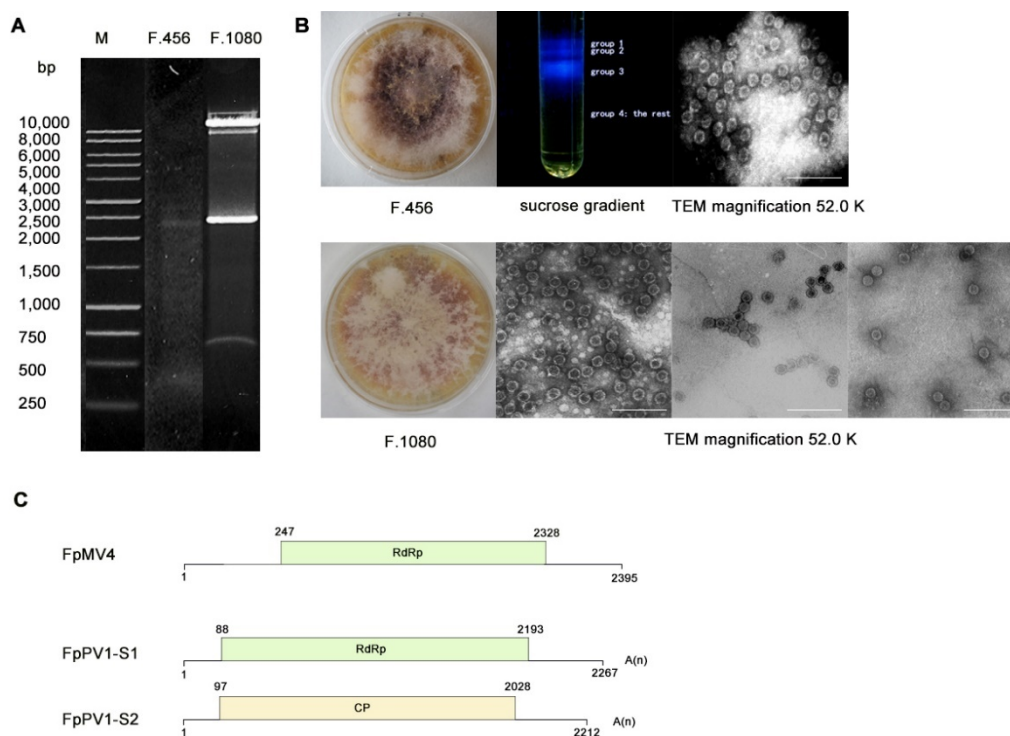 A
M F.456 F.1080
bp
10,000
8,000
6,000
5,000
4,000
3,000
2,500
2,000
1,500
1,000
750
500
250
B
group 1
group 2
group 3
group 4: the rest
F.456 sucrose gradient TEM magnification 52.0 K
F.1080 TEM magnification 52.0 K
C
247 2328
FpMV4 RdRp
1 2395
88 2193
FpPV1-S1 RdRp A(n)
1 2267
97 2028
FpPV1-S2 CP A(n)
1 2212